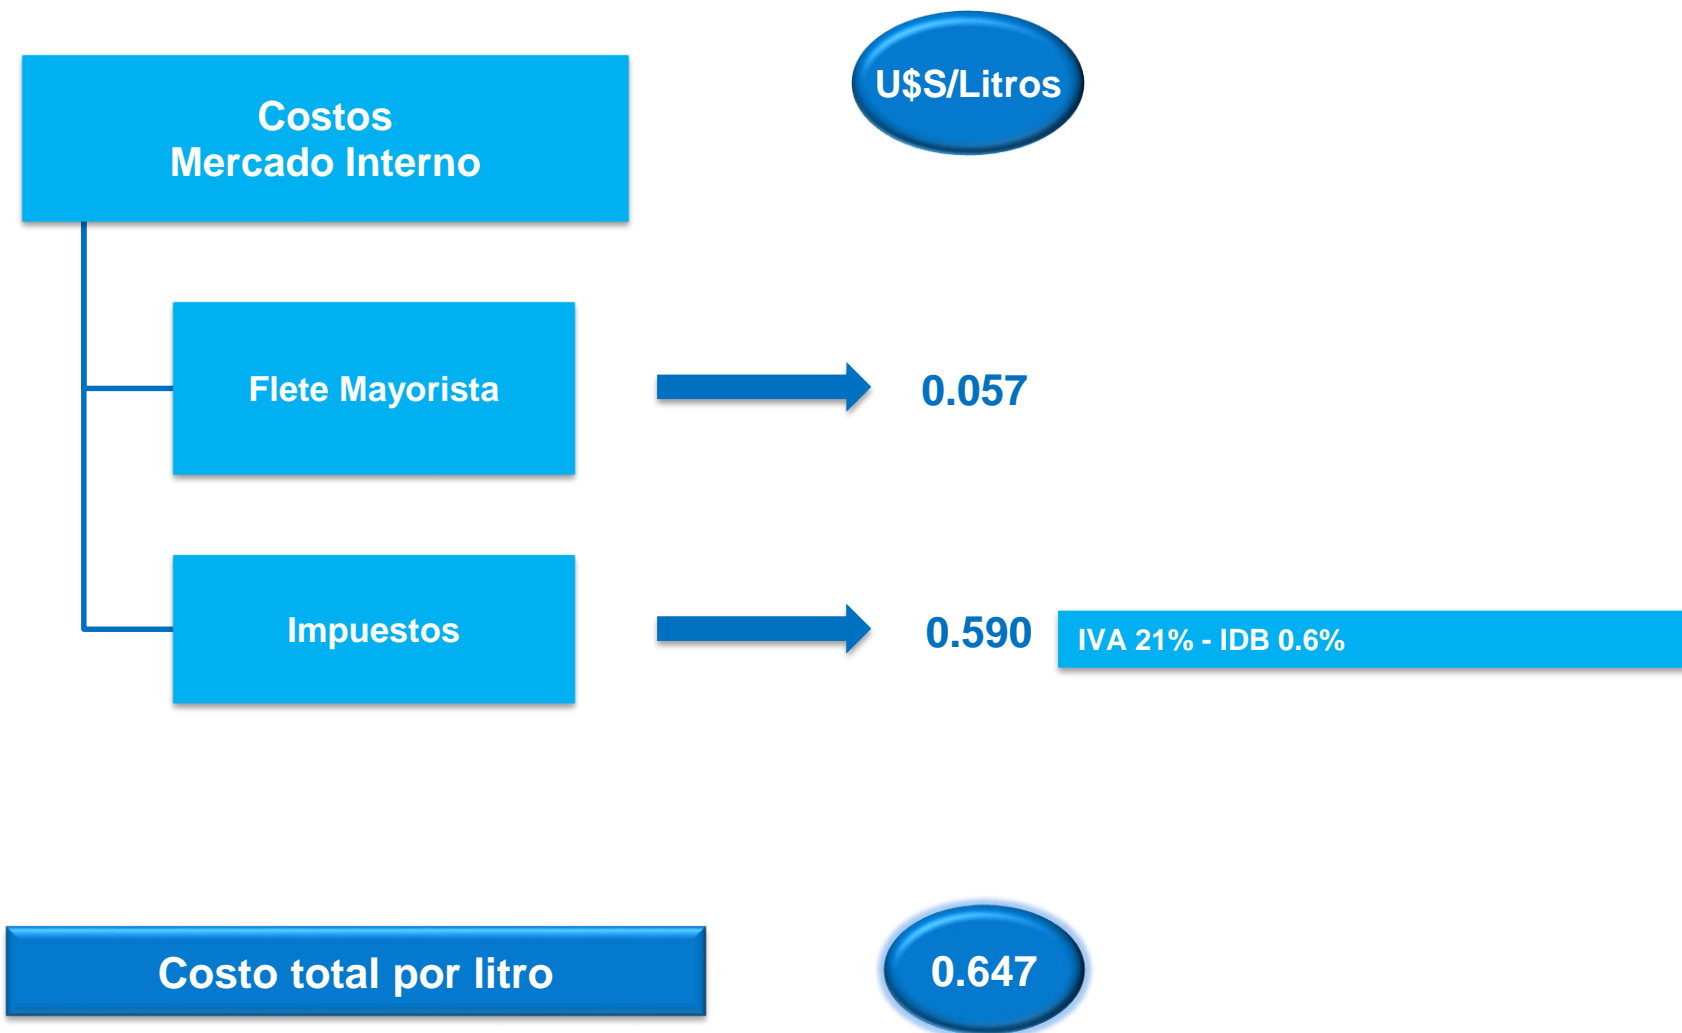 U$S/Litros
Costos
Mercado Interno
Flete Mayorista
0.057
Impuestos
0.590
IVA 21% - IDB 0.6%
Costo total por litro
0.647